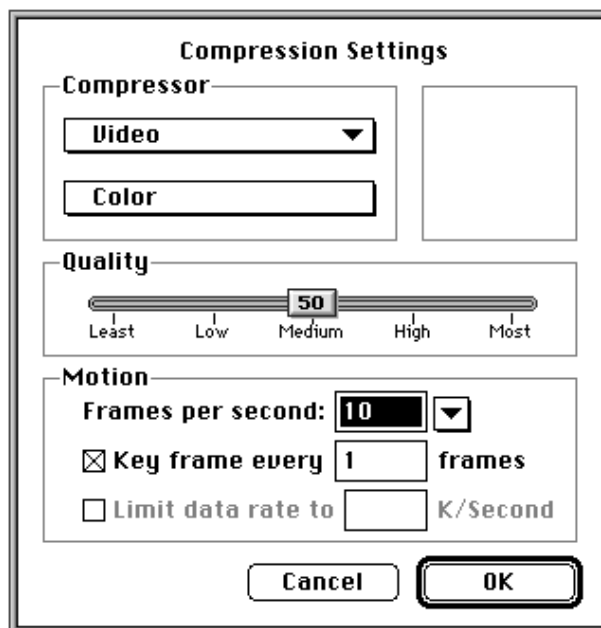 Compression Settings
Compressor
Video
Color
Quality
50
Least Low Medium High Most
Motion
Frames per second: 10
Key frame every 1 frames
Limit data rate to K/Second
Cancel OK